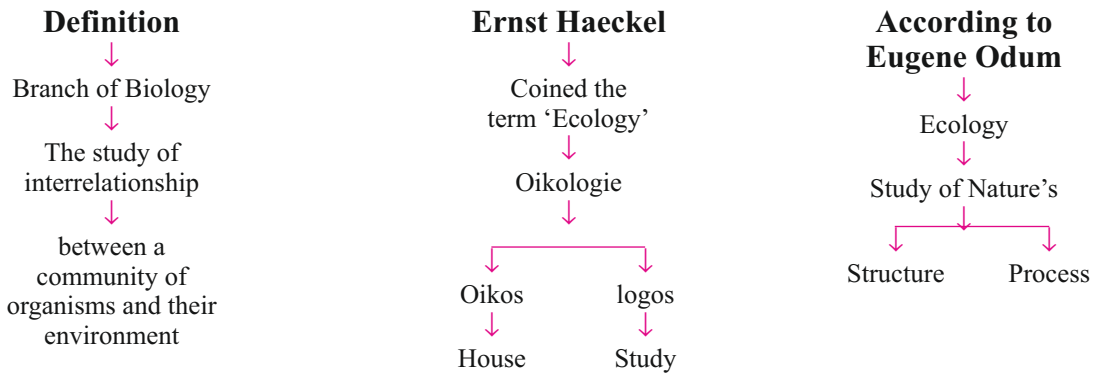 Definition
Branch of Biology
The study of
interrelationship
between a
community of
organisms and their
environment
Ernst Haeckel
Coined the
term ‘Ecology’
Oikologie
Oikos
logos
House
Study
According to
Eugene Odum
Ecology
Study of Nature’s
Structure
Process